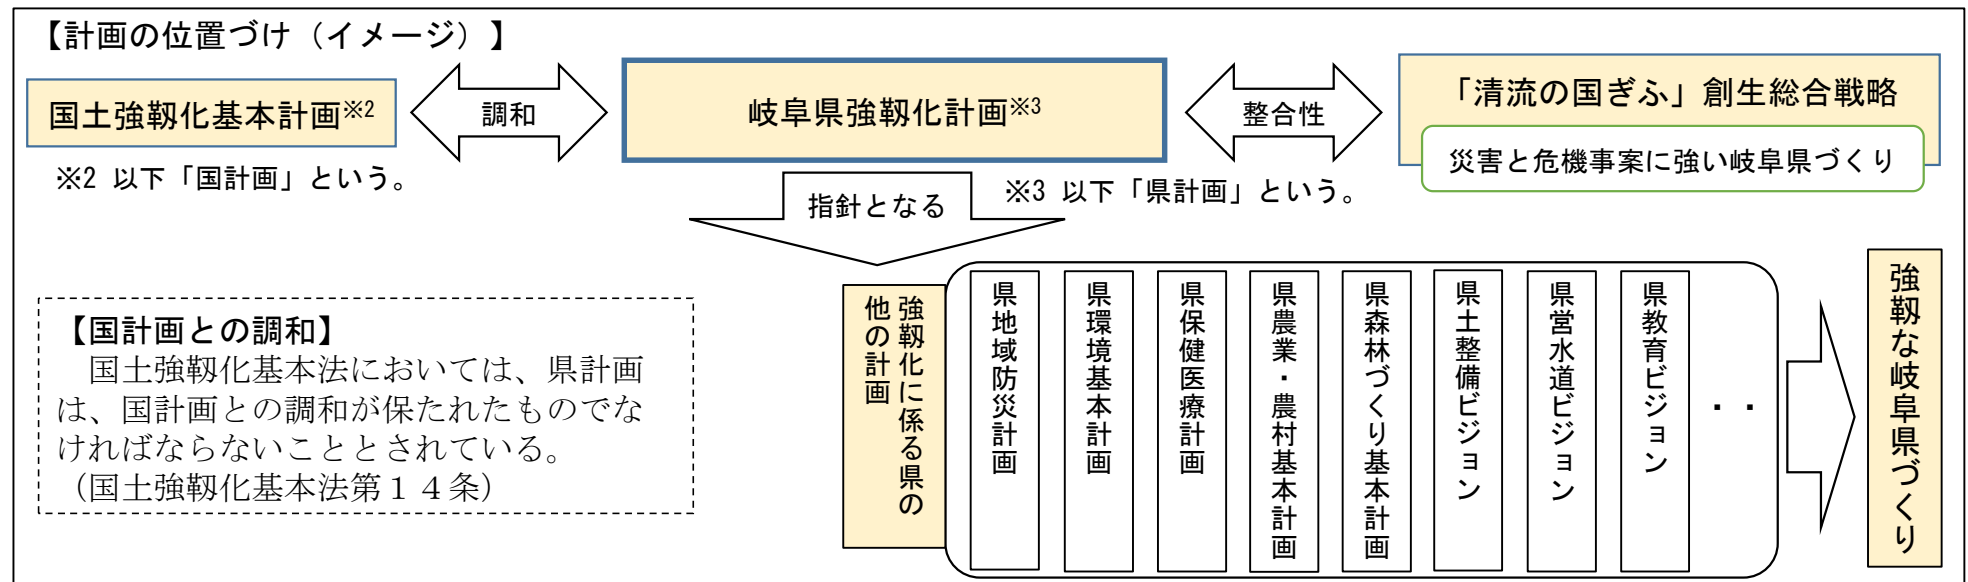 【計画の位置づけ（イメージ）】
国土強靱化基本計画※2
調和
岐阜県強靱化計画※3
整合性
「清流の国ぎふ」創生総合戦略
災害と危機事案に強い岐阜県づくり
※2 以下「国計画」という。
※3 以下「県計画」という。
指針となる
【国計画との調和】
　国土強靱化基本法においては、県計画
は、国計画との調和が保たれたものでな
ければならないこととされている。
（国土強靱化基本法第１４条）
強靱化に係る県の
他の計画
県地域防災計画
県環境基本計画
県保健医療計画
県農業・農村基本計画
県森林づくり基本計画
県土整備ビジョン
県営水道ビジョン
県教育ビジョン
・・
強靱な岐阜県づくり